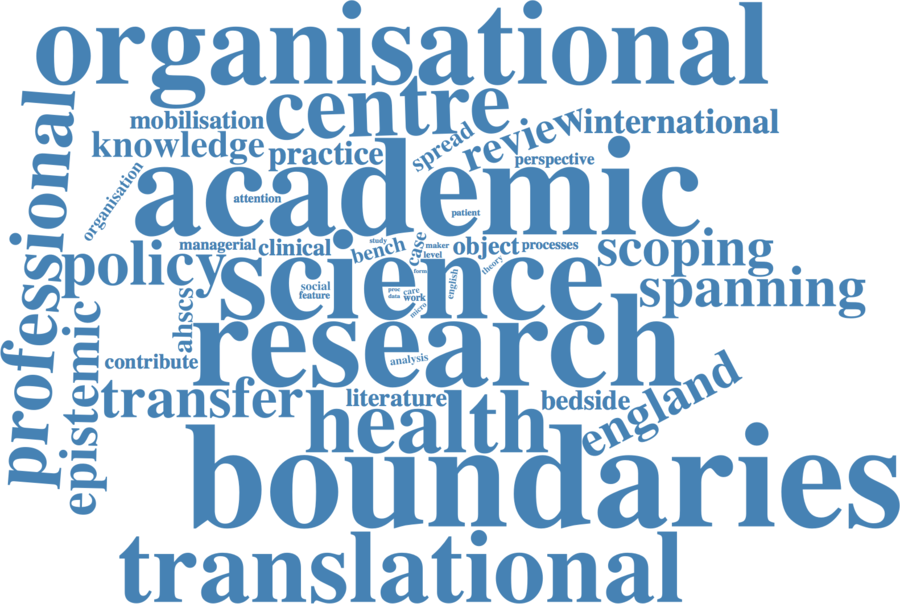 organisational
centre
mobilisation
international
knowledge
practice
spread
review
perspective
professional
organisation
academic
attention
patient
managerial
clinical
study
bench
case
maker
level
object
processes
scoping
policy
science
social
feature
form
theory
english
proc
data
care
work
micro
spanning
ahscs
epistemic
research
contribute
analysis
transfer
literature
health
bedside
england
boundaries
translational